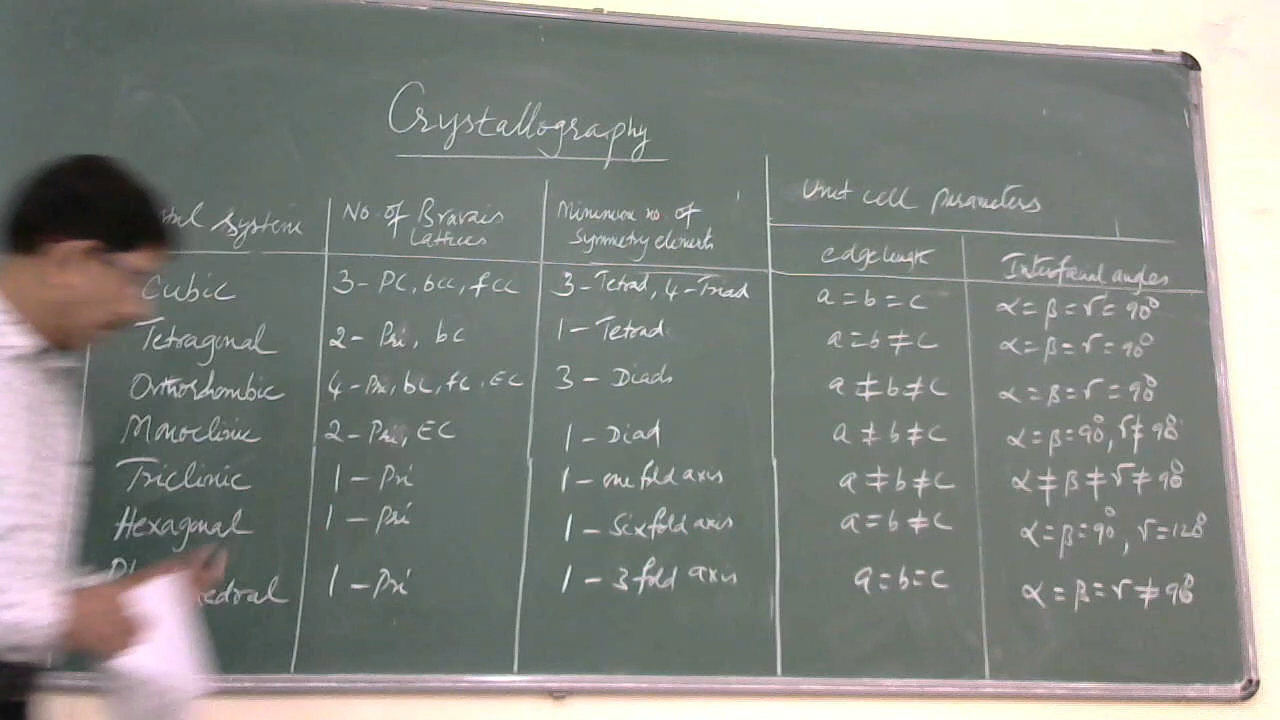 Crystallography
System
No. of Bravais
Lattices
Minimum no. of
Symmetry elements
Unit cell parameters
edge length
Interfacial angles
Cubic 3 - PC, bcc, fcc 3 - Tetrad, 4 - Triad a = b = c α = β = γ = 90°
Tetragonal 2 - Pri, bc 1 - Tetrad a = b ≠ c α = β = γ = 90°
Orthorhombic 4 - Pri, bc, fc, EC 3 - Diads a ≠ b ≠ c α = β = γ = 90°
Monoclinic 2 - Pri, EC 1 - Diad a ≠ b ≠ c α = β = 90°, γ ≠ 90°
Triclinic 1 - Pri 1 - one fold axis a ≠ b ≠ c α ≠ β ≠ γ ≠ 90°
Hexagonal 1 - Pri 1 - Sixfold axis a = b ≠ c α = β = 90°, γ = 120°
1 - Pri 1 - 3 fold axis a = b = c α = β = γ ≠ 90°